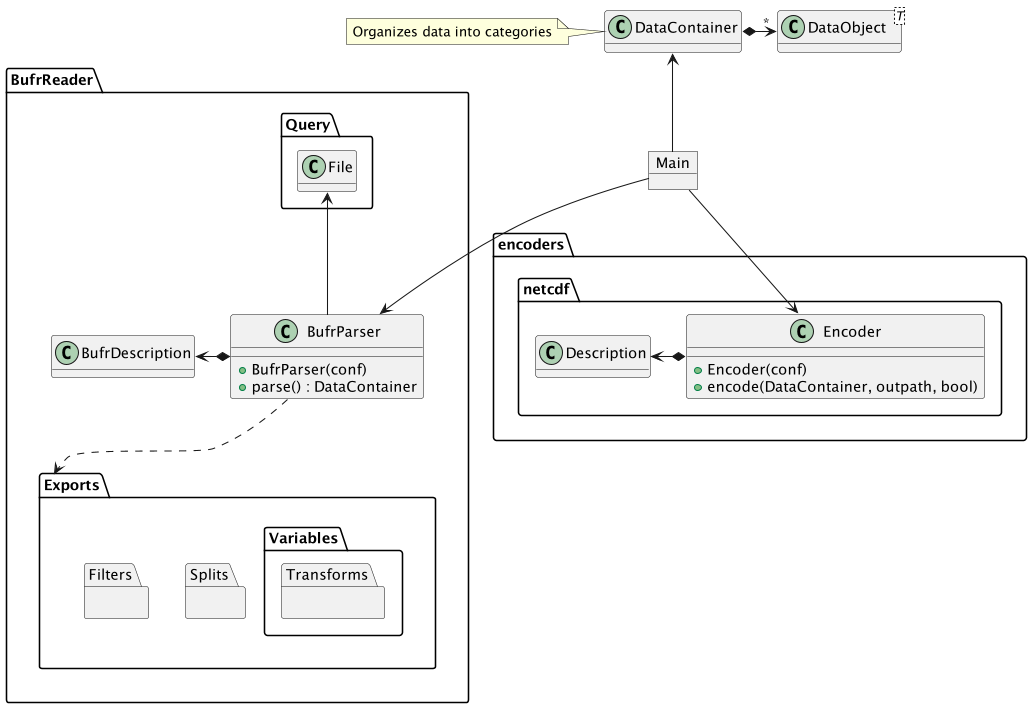 Organizes data into categories
C DataContainer
*
C DataObject
T
BufrReader
Query
C File
Main
encoders
netcdf
C BufrDescription
C BufrParser
BufrParser(conf)
parse() : DataContainer
C Description
C Encoder
Encoder(conf)
encode(DataContainer, outpath, bool)
Exports
Filters
Splits
Variables
Transforms